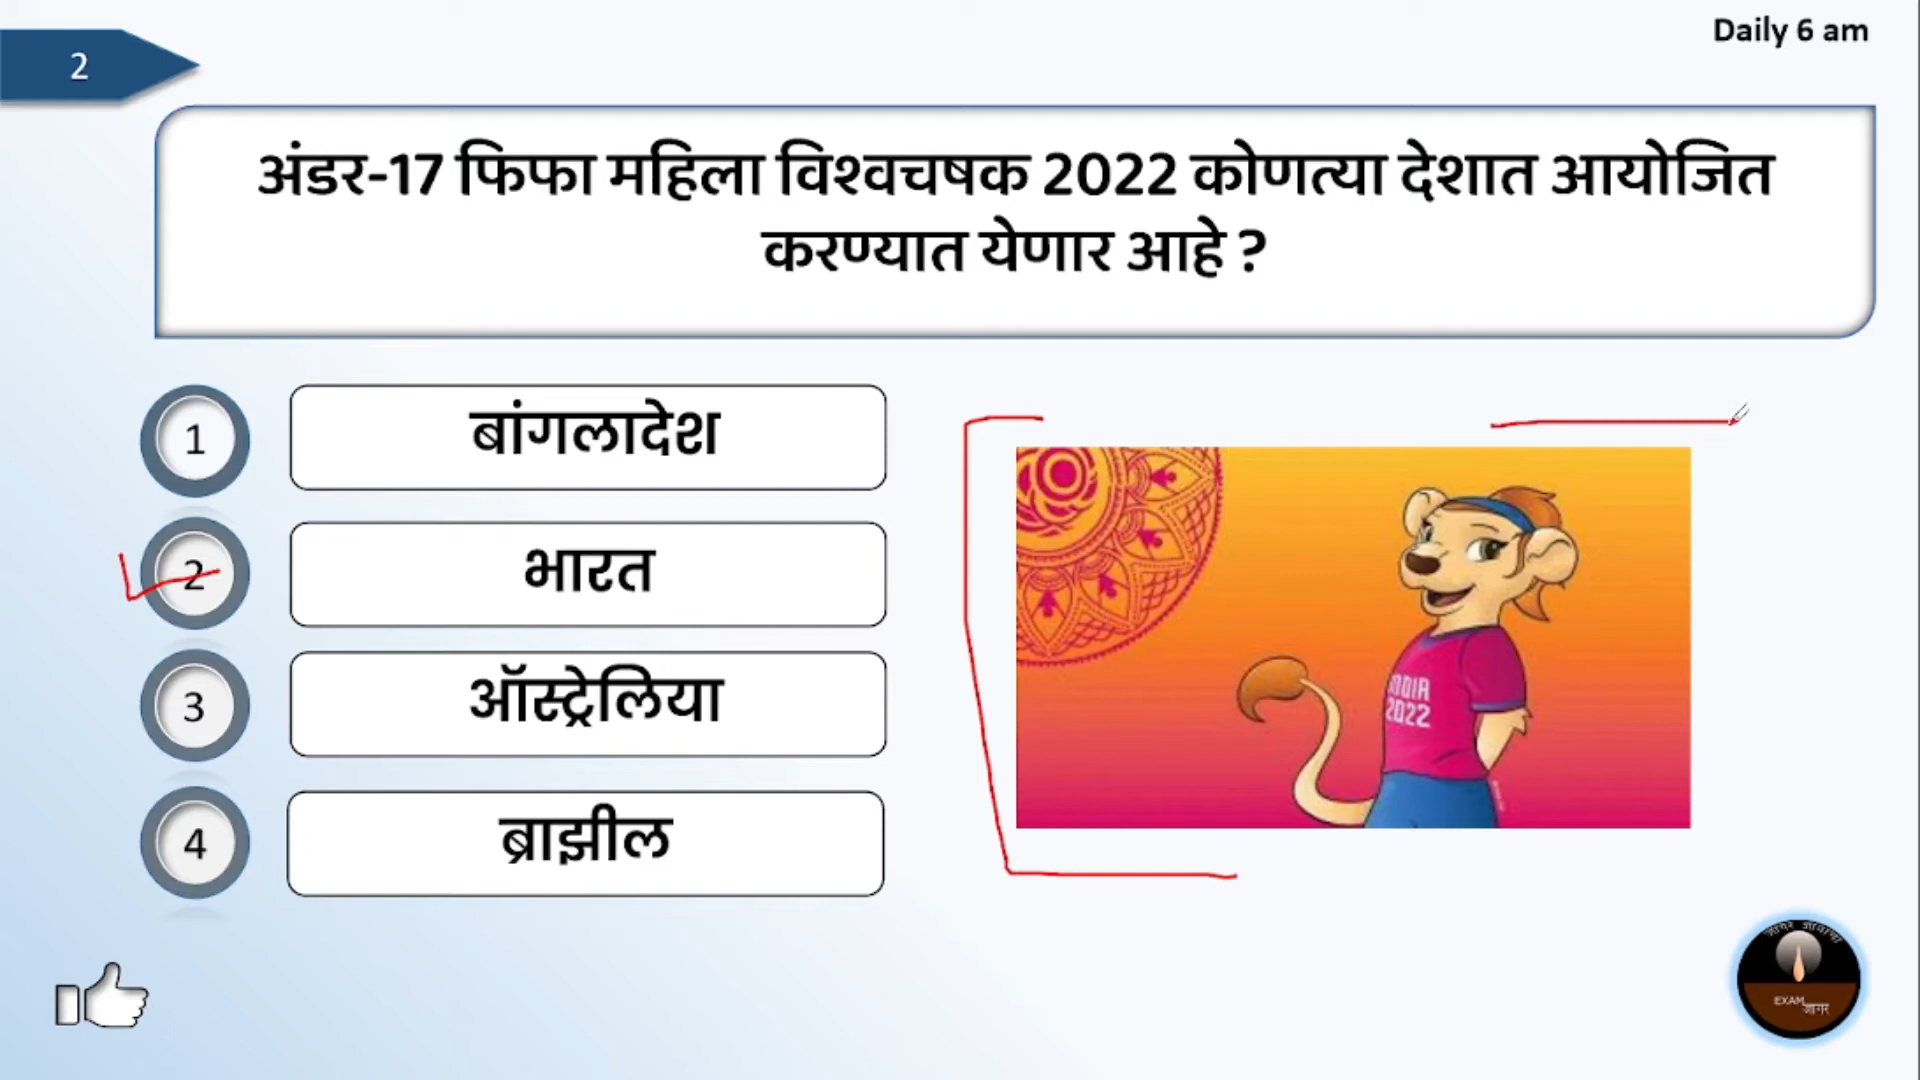 Daily 6 am
2
अंडर-17 फिफा महिला विश्वचषक 2022 कोणत्या देशात आयोजित
करण्यात येणार आहे ?
1
बांगलादेश
2
भारत
3
ऑस्ट्रेलिया
4
ब्राझील
INDIA
2022
EXAM
जागर